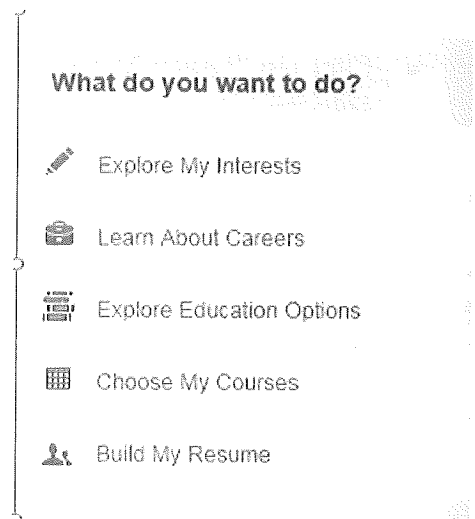 What do you want to do?
Explore My Interests
Learn About Careers
Explore Education Options
Choose My Courses
Build My Resume